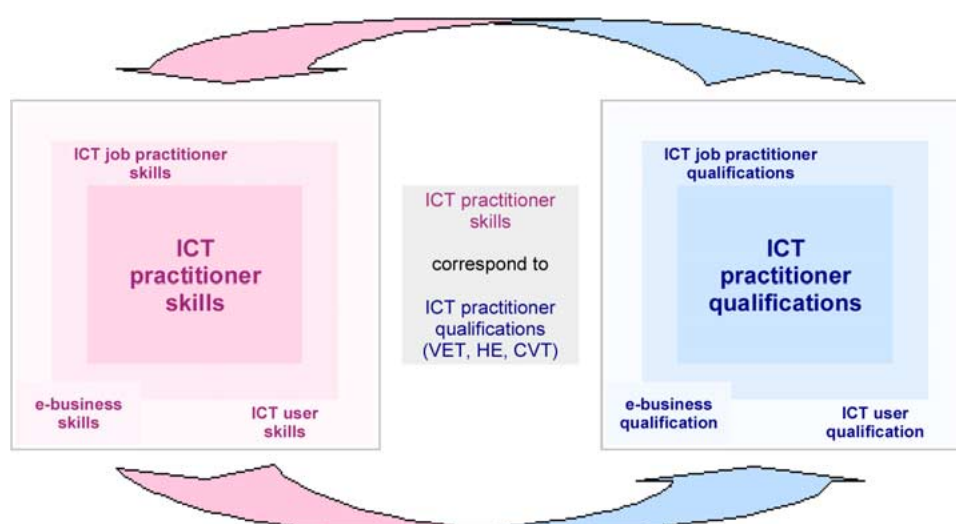 ICT job practitioner
skills
ICT
practitioner
skills
e-business
skills
ICT user
skills
ICT practitioner
skills
correspond to
ICT practitioner
qualifications
(VET, HE, CVT)
ICT job practitioner
qualifications
ICT
practitioner
qualifications
e-business
qualification
ICT user
qualification